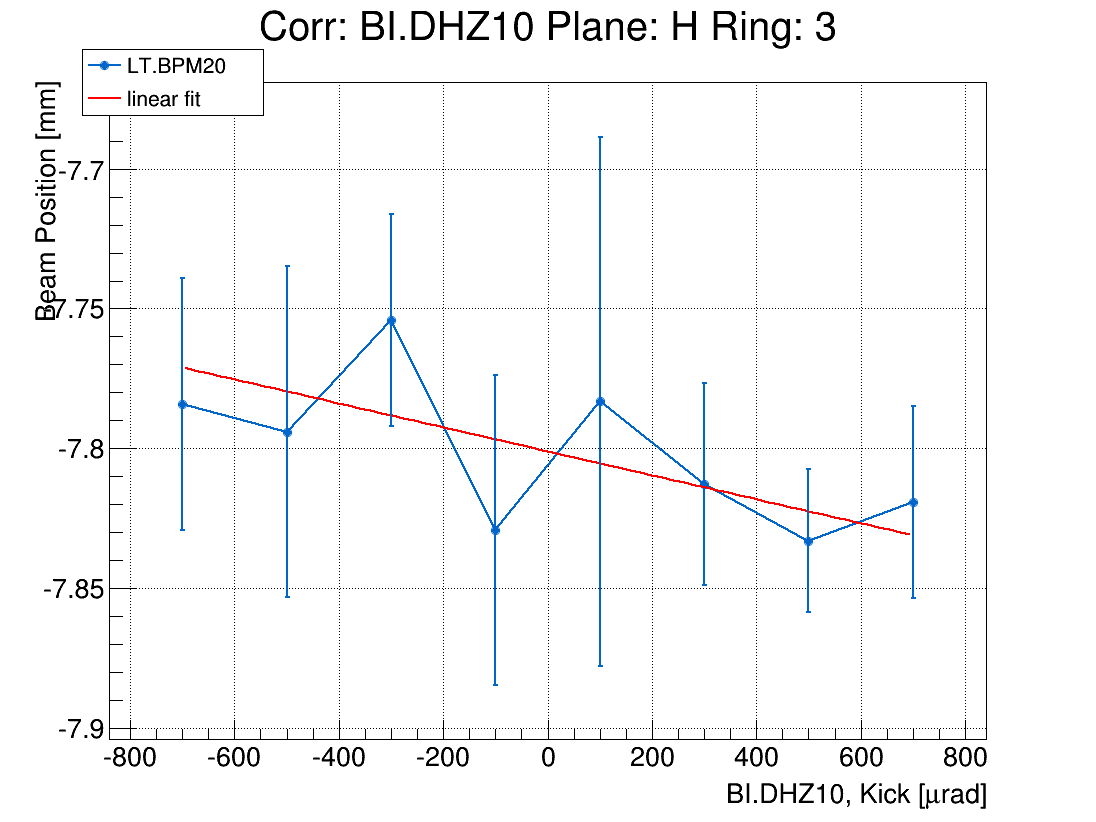 Corr: BI.DHZ10 Plane: H Ring: 3
LT.BPM20
linear fit
Beam Position [mm]
-7.7
-7.75
-7.8
-7.85
-7.9
-800 -600 -400 -200 0 200 400 600 800
BI.DHZ10, Kick [μrad]